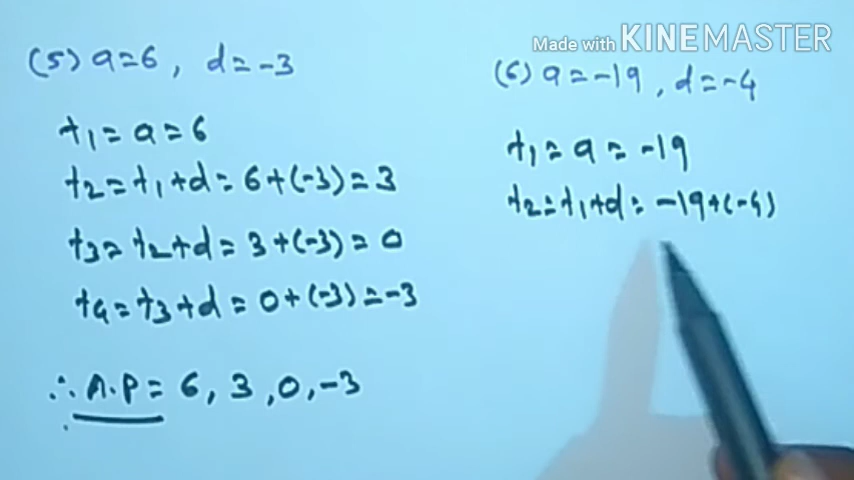 Made with KINEMASTER
(5) a=6, d=-3
t1=a=6
t2=t1+d=6+(-3)=3
t3=t2+d=3+(-3)=0
t4=t3+d=0+(-3)=-3
∴A.P=6,3,0,-3
(6) a=-19, d=-4
t1=a=-19
t2=t1+d=-19+(-4)